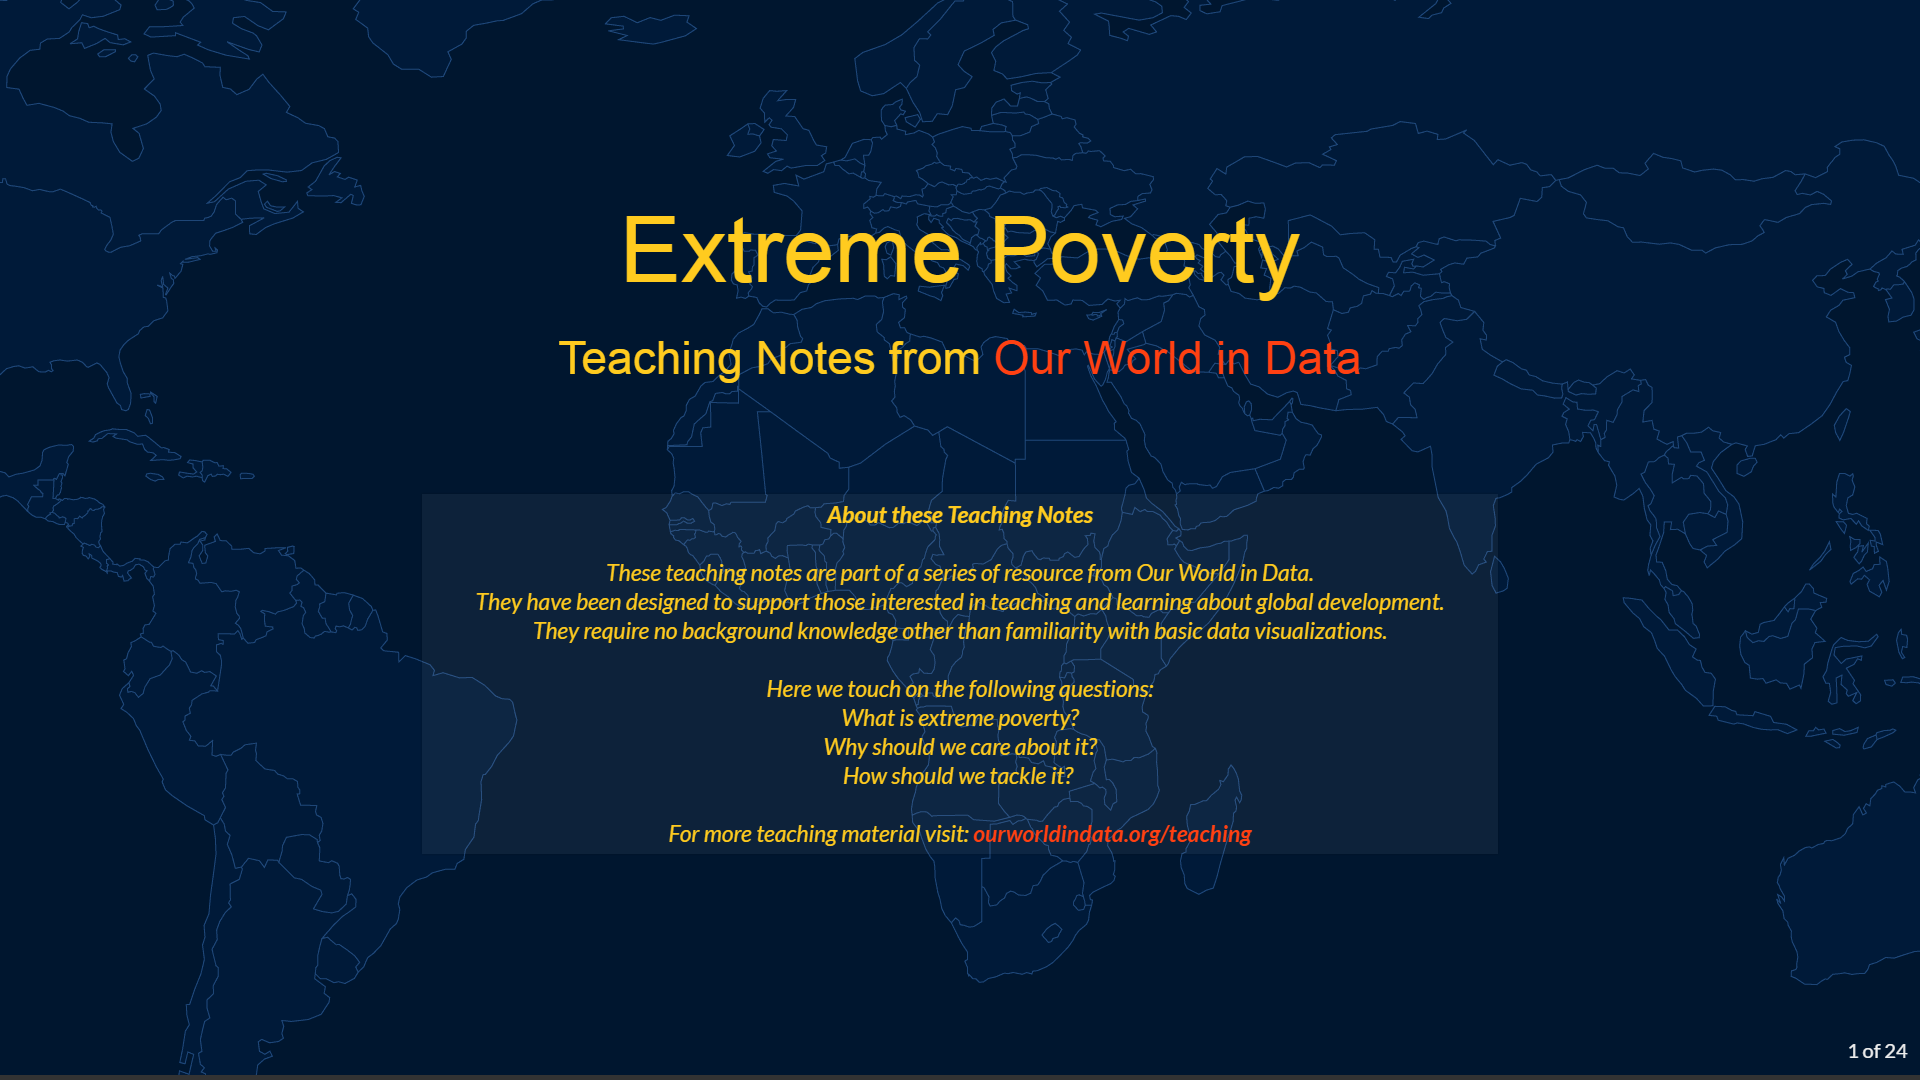 Extreme Poverty
Teaching Notes from Our World in Data
About these Teaching Notes
These teaching notes are part of a series of resource from Our World in Data.
They have been designed to support those interested in teaching and learning about global development.
They require no background knowledge other than familiarity with basic data visualizations.
Here we touch on the following questions:
What is extreme poverty?
Why should we care about it?
How should we tackle it?
For more teaching material visit: ourworldindata.org/teaching
1 of 24